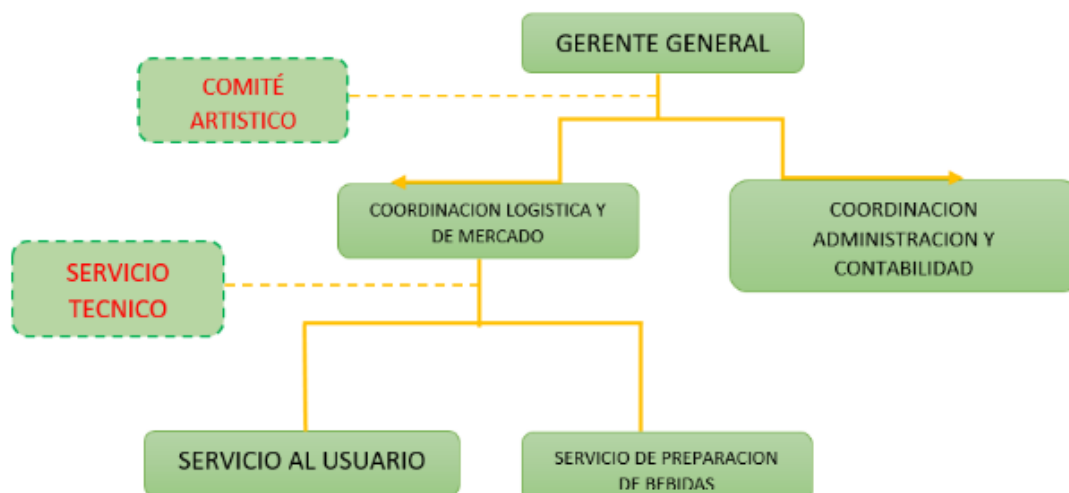 GERENTE GENERAL
COMITÉ
ARTISTICO
COORDINACION LOGISTICA Y
DE MERCADO
COORDINACION
ADMINISTRACION Y
CONTABILIDAD
SERVICIO
TECNICO
SERVICIO AL USUARIO
SERVICIO DE PREPARACION
DE BEBIDAS